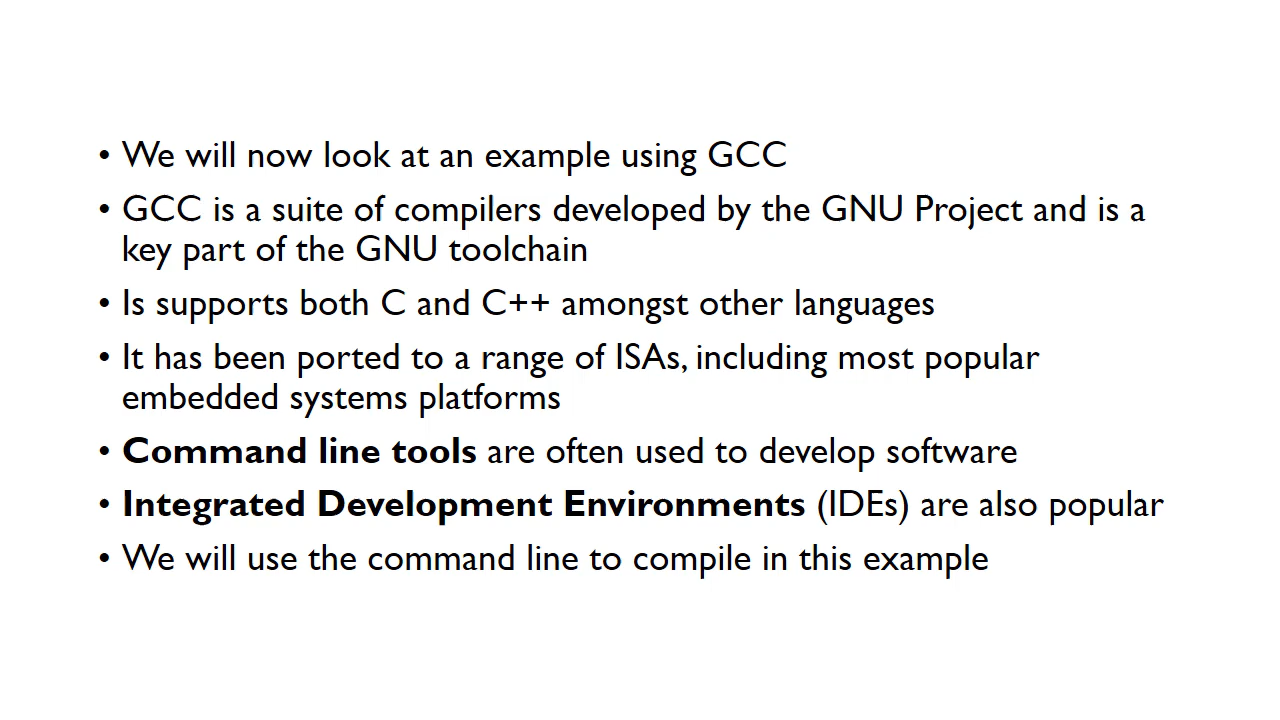 • We will now look at an example using GCC
• GCC is a suite of compilers developed by the GNU Project and is a
key part of the GNU toolchain
• Is supports both C and C++ amongst other languages
• It has been ported to a range of ISAs, including most popular
embedded systems platforms
• Command line tools are often used to develop software
• Integrated Development Environments (IDEs) are also popular
• We will use the command line to compile in this example